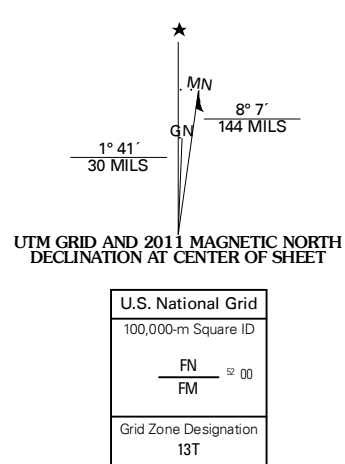 MN
GN
8° 7´
144 MILS
1° 41´
30 MILS
UTM GRID AND 2011 MAGNETIC NORTH
DECLINATION AT CENTER OF SHEET
U.S. National Grid
100,000-m Square ID
FN
52 00
FM
Grid Zone Designation
13T